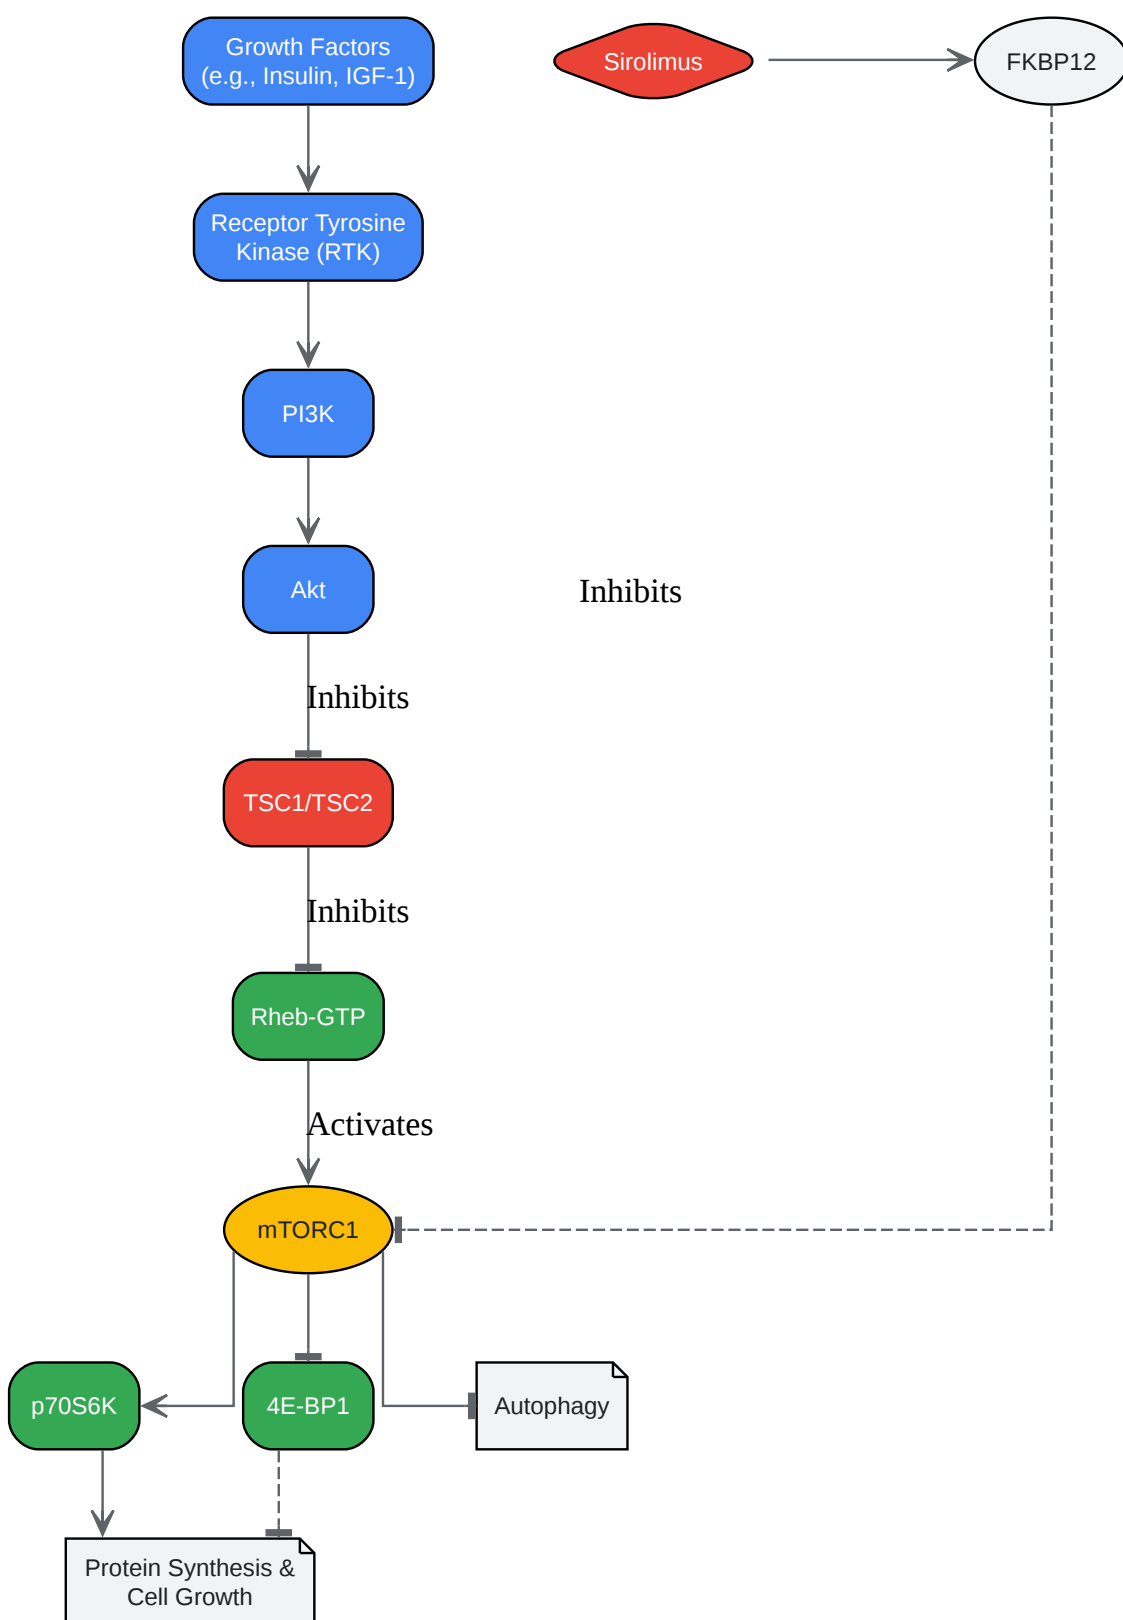 Growth Factors
(e.g., Insulin, IGF-1)
Sirolimus
FKBP12
Receptor Tyrosine
Kinase (RTK)
PI3K
Akt
Inhibits
Inhibits
TSC1/TSC2
Inhibits
Rheb-GTP
Activates
mTORC1
p70S6K
4E-BP1
Autophagy
Protein Synthesis &
Cell Growth